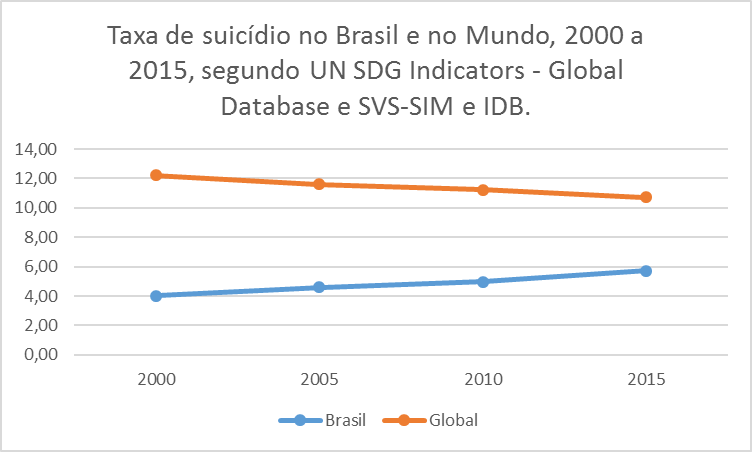 Taxa de suicídio no Brasil e no Mundo, 2000 a
2015, segundo UN SDG Indicators - Global
Database e SVS-SIM e IDB.
14,00
12,00
10,00
8,00
6,00
4,00
2,00
0,00
2000 2005 2010 2015
Brasil Global